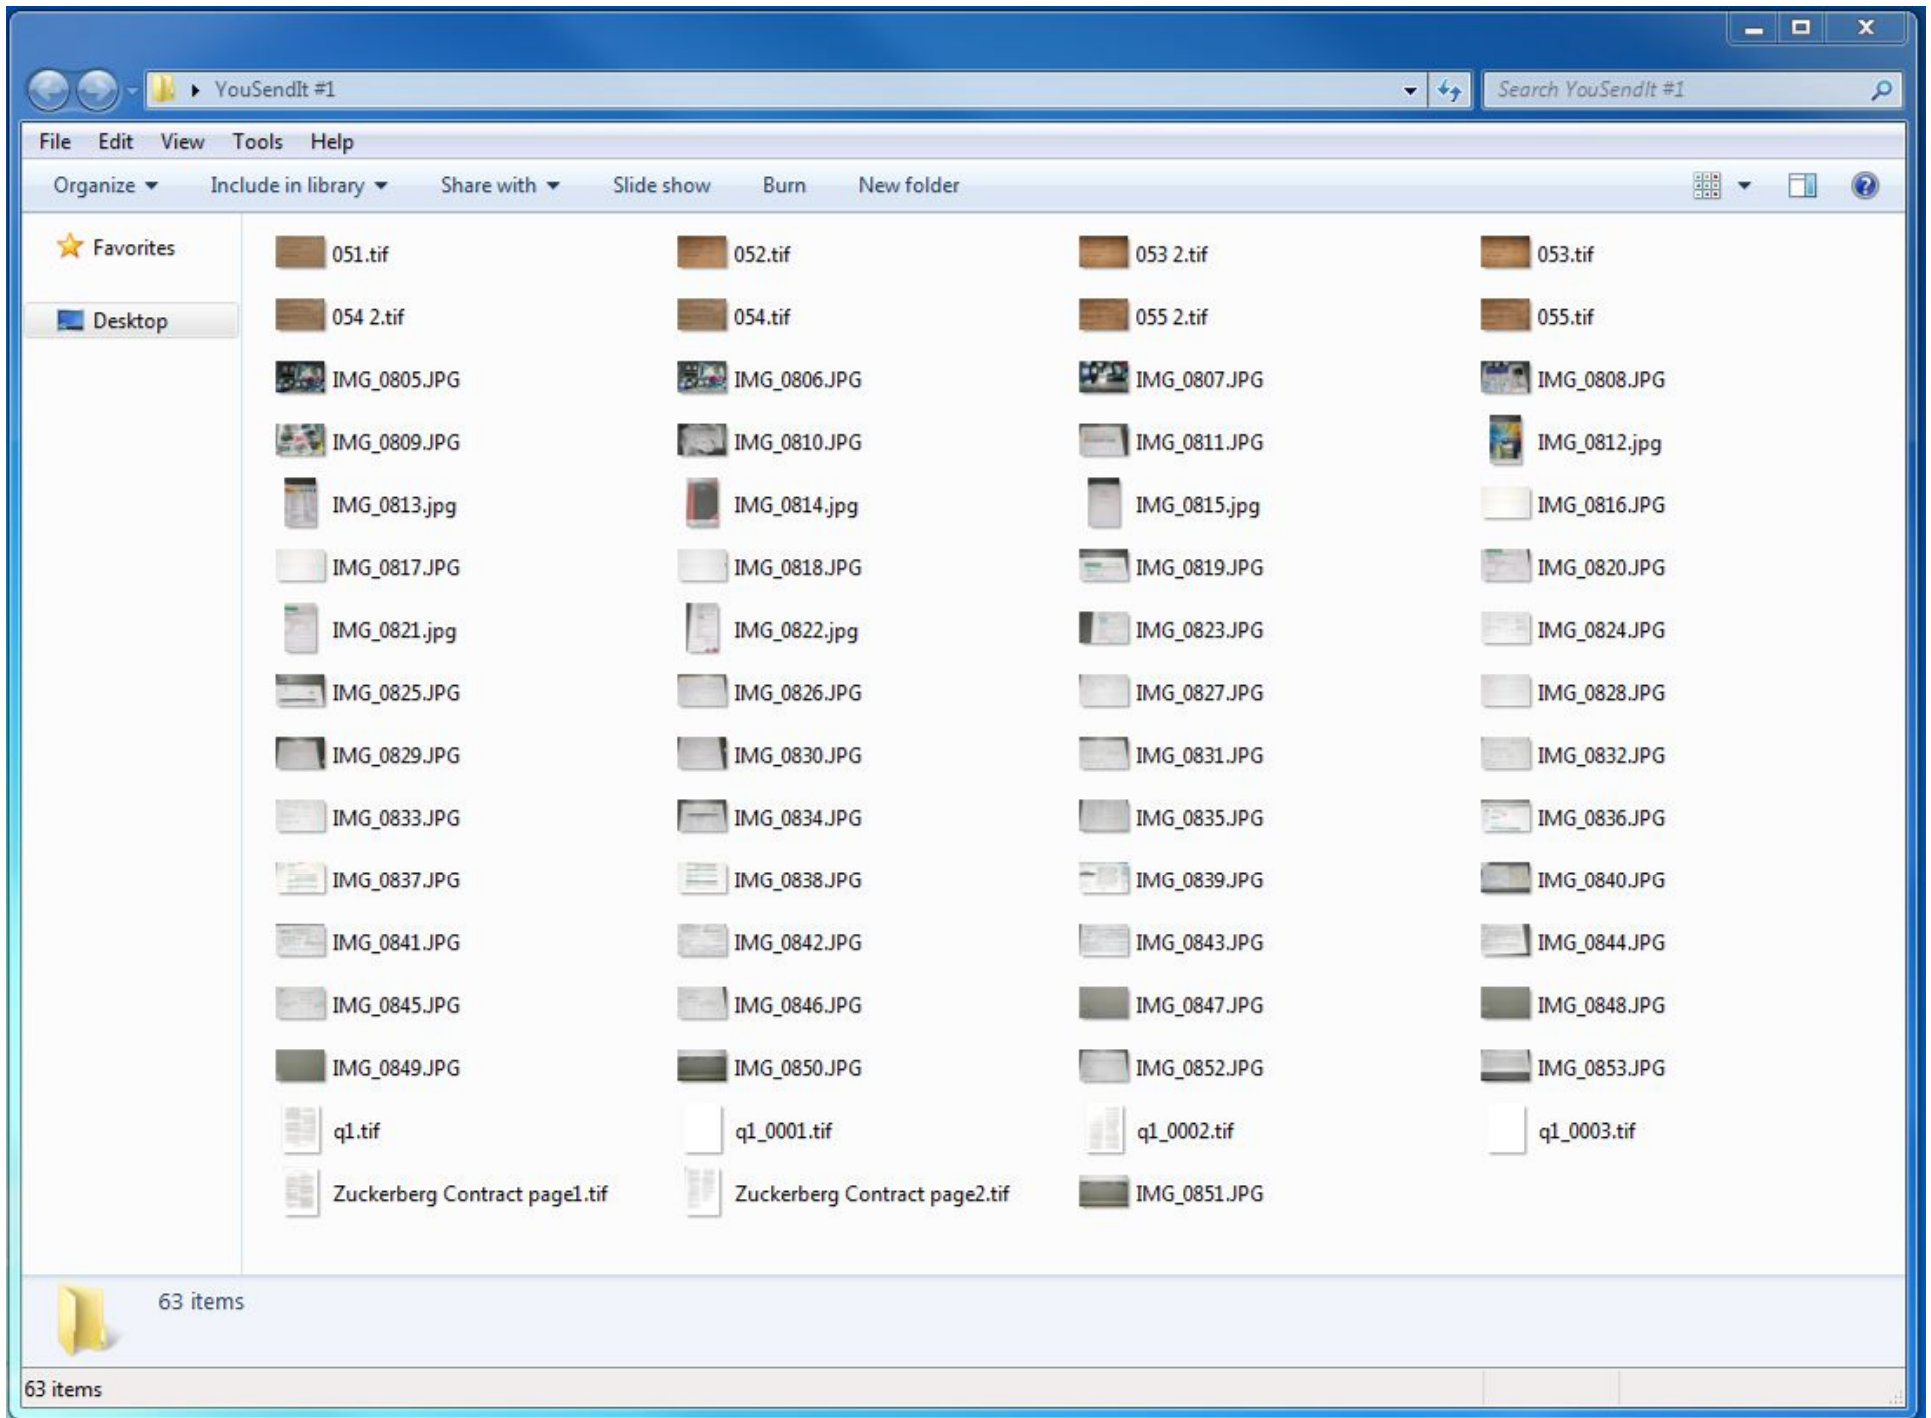 YouSendIt #1
Search YouSendIt #1
File Edit View Tools Help
Organize Include in library Share with Slide show Burn New folder
Favorites
Desktop
051.tif 052.tif 053 2.tif 053.tif
054 2.tif 054.tif 055 2.tif 055.tif
IMG_0805.JPG IMG_0806.JPG IMG_0807.JPG IMG_0808.JPG
IMG_0809.JPG IMG_0810.JPG IMG_0811.JPG IMG_0812.jpg
IMG_0813.jpg IMG_0814.jpg IMG_0815.jpg IMG_0816.JPG
IMG_0817.JPG IMG_0818.JPG IMG_0819.JPG IMG_0820.JPG
IMG_0821.jpg IMG_0822.jpg IMG_0823.JPG IMG_0824.JPG
IMG_0825.JPG IMG_0826.JPG IMG_0827.JPG IMG_0828.JPG
IMG_0829.JPG IMG_0830.JPG IMG_0831.JPG IMG_0832.JPG
IMG_0833.JPG IMG_0834.JPG IMG_0835.JPG IMG_0836.JPG
IMG_0837.JPG IMG_0838.JPG IMG_0839.JPG IMG_0840.JPG
IMG_0841.JPG IMG_0842.JPG IMG_0843.JPG IMG_0844.JPG
IMG_0845.JPG IMG_0846.JPG IMG_0847.JPG IMG_0848.JPG
IMG_0849.JPG IMG_0850.JPG IMG_0852.JPG IMG_0853.JPG
q1.tif q1_0001.tif q1_0002.tif q1_0003.tif
Zuckerberg Contract page1.tif Zuckerberg Contract page2.tif IMG_0851.JPG
63 items
63 items